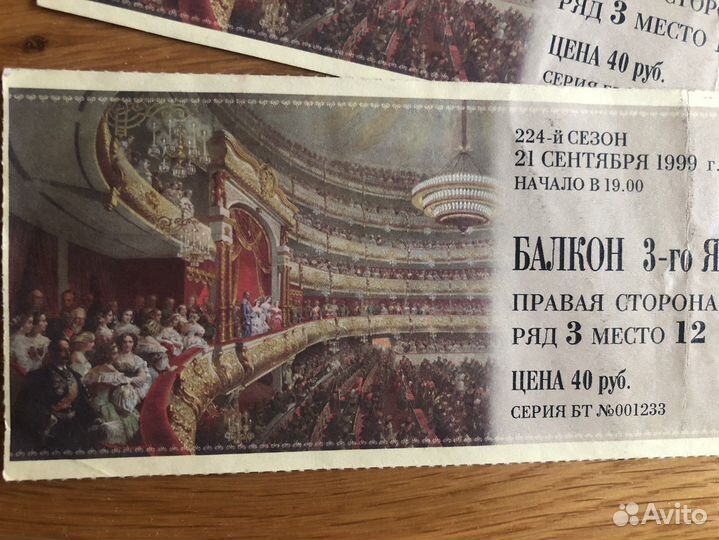 РЯД 3 МЕСТО
ЦЕНА 40 руб.
СЕРИЯ
224-й СЕЗОН
21 СЕНТЯБРЯ 1999 г.
НАЧАЛО В 19.00
БАЛКОН 3-го Я
ПРАВАЯ СТОРОНА
РЯД 3 МЕСТО 12
ЦЕНА 40 руб.
СЕРИЯ БТ №001233
Avito